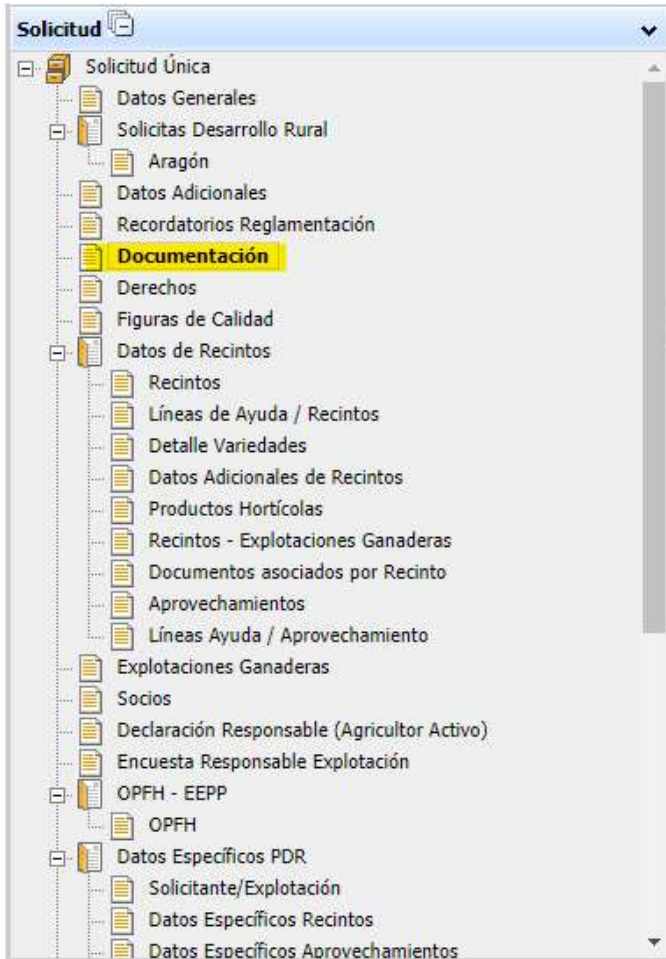 Solicitud
Solicitud Única
Datos Generales
Solicitas Desarrollo Rural
Aragón
Datos Adicionales
Recordatorios Reglamentación
Documentación
Derechos
Figuras de Calidad
Datos de Recintos
Recintos
Líneas de Ayuda / Recintos
Detalle Variedades
Datos Adicionales de Recintos
Productos Hortícolas
Recintos - Explotaciones Ganaderas
Documentos asociados por Recinto
Aprovechamientos
Líneas Ayuda / Aprovechamiento
Explotaciones Ganaderas
Socios
Declaración Responsable (Agricultor Activo)
Encuesta Responsable Explotación
OPFH - EEPP
OPFH
Datos Específicos PDR
Solicitante/Explotación
Datos Específicos Recintos
Datos Específicos Aprovechamientos